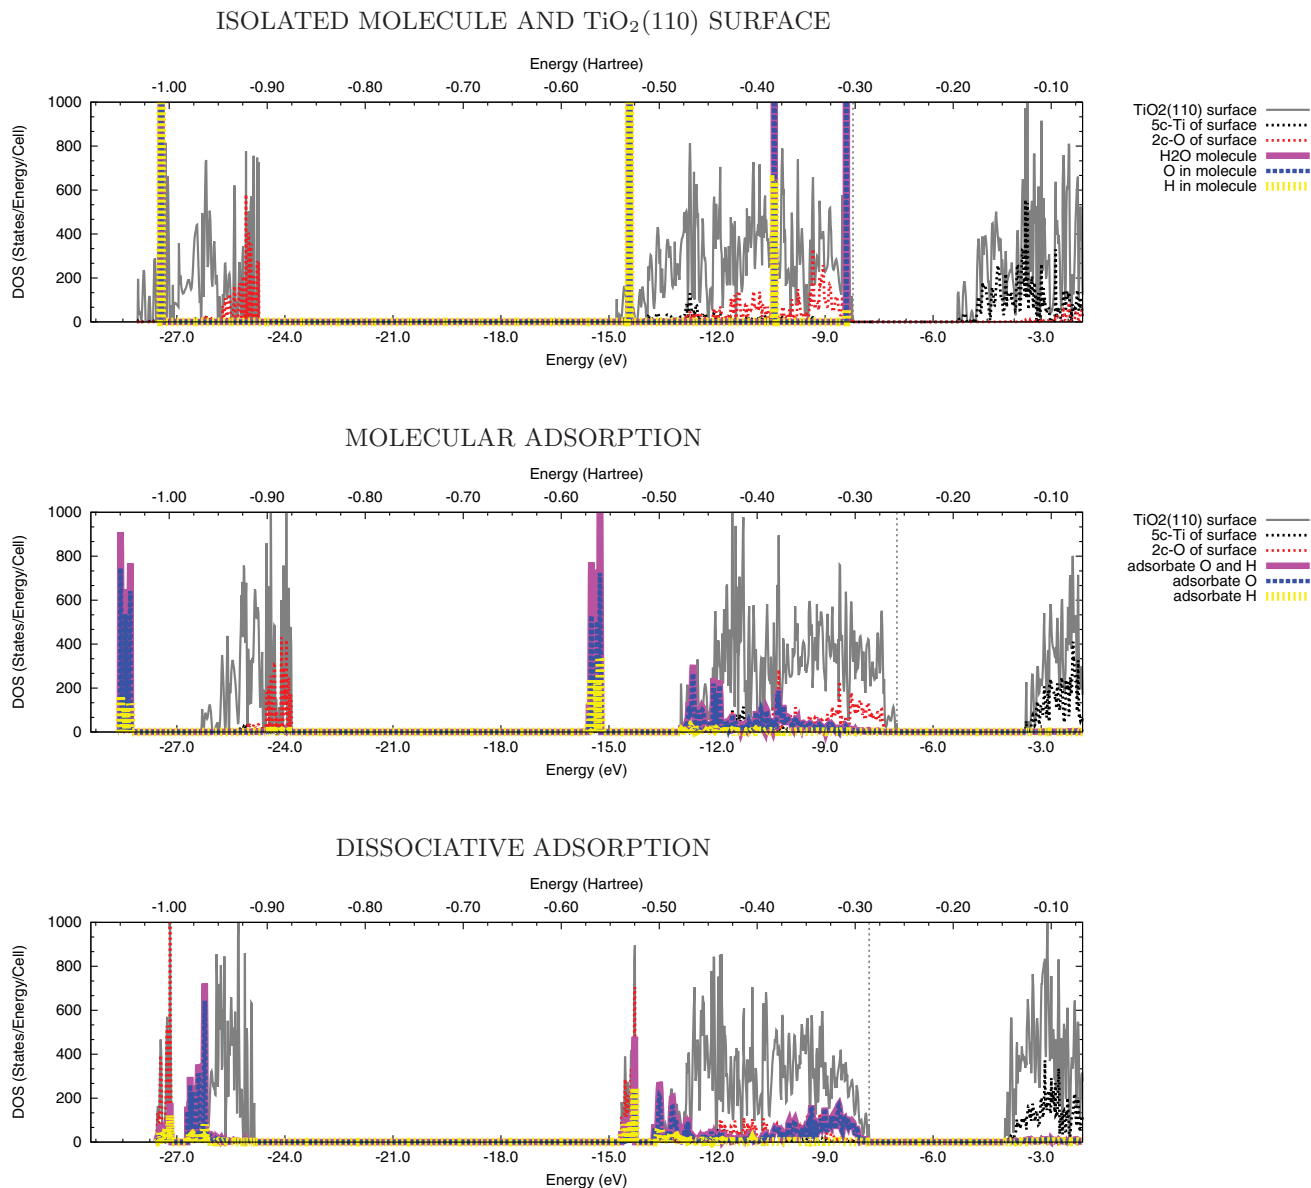 ISOLATED MOLECULE AND TiO₂(110) SURFACE
Energy (Hartree)
-1.00 -0.90 -0.80 -0.70 -0.60 -0.50 -0.40 -0.30 -0.20 -0.10
DOS (States/Energy/Cell)
1000
800
600
400
200
0
-27.0 -24.0 -21.0 -18.0 -15.0 -12.0 -9.0 -6.0 -3.0
Energy (eV)
TiO2(110) surface
5c-Ti of surface
2c-O of surface
H2O molecule
O in molecule
H in molecule
MOLECULAR ADSORPTION
Energy (Hartree)
-1.00 -0.90 -0.80 -0.70 -0.60 -0.50 -0.40 -0.30 -0.20 -0.10
DOS (States/Energy/Cell)
1000
800
600
400
200
0
-27.0 -24.0 -21.0 -18.0 -15.0 -12.0 -9.0 -6.0 -3.0
Energy (eV)
TiO2(110) surface
5c-Ti of surface
2c-O of surface
adsorbate O and H
adsorbate O
adsorbate H
DISSOCIATIVE ADSORPTION
Energy (Hartree)
-1.00 -0.90 -0.80 -0.70 -0.60 -0.50 -0.40 -0.30 -0.20 -0.10
DOS (States/Energy/Cell)
1000
800
600
400
200
0
-27.0 -24.0 -21.0 -18.0 -15.0 -12.0 -9.0 -6.0 -3.0
Energy (eV)